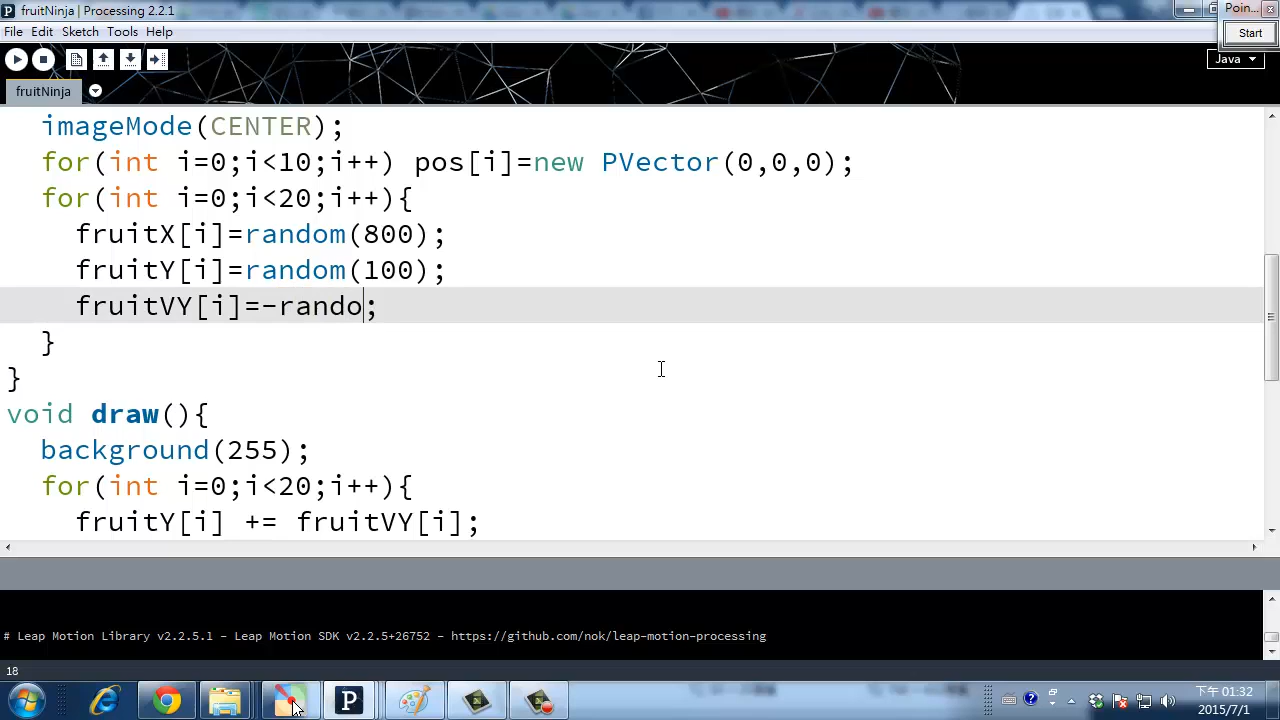 fruitNinja | Processing 2.2.1
Poin...
File Edit Sketch Tools Help
Start
Java
fruitNinja
imageMode(CENTER);
for(int i=0;i<10;i++) pos[i]=new PVector(0,0,0);
for(int i=0;i<20;i++){
fruitX[i]=random(800);
fruitY[i]=random(100);
fruitVY[i]=-rando;
}
}
void draw(){
background(255);
for(int i=0;i<20;i++){
fruitY[i] += fruitVY[i];
# Leap Motion Library v2.2.5.1 - Leap Motion SDK v2.2.5+26752 - https://github.com/nok/leap-motion-processing
18
下午 01:32
2015/7/1